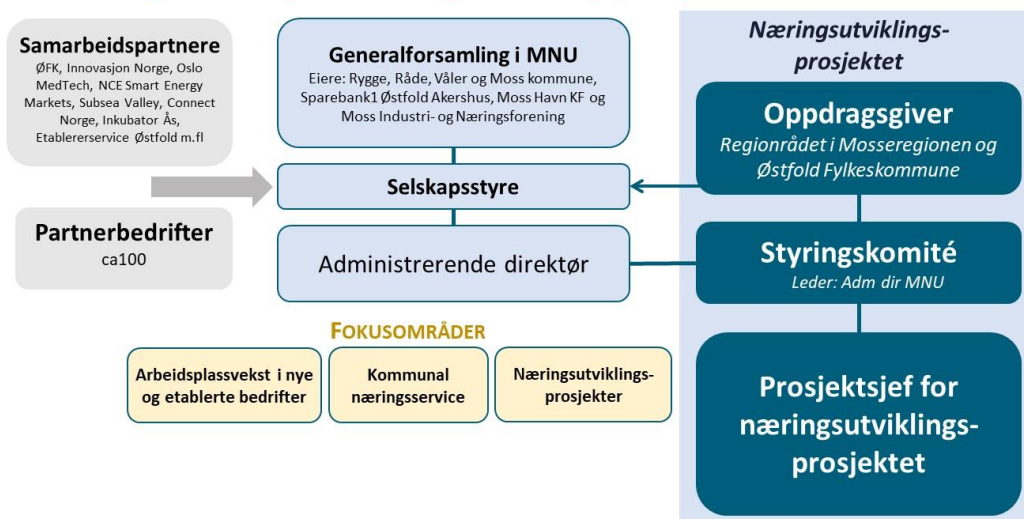 Samarbeidspartnere
ØFK, Innovasjon Norge, Oslo
MedTech, NCE Smart Energy
Markets, Subsea Valley, Connect
Norge, Inkubator Ås,
Etablererservice Østfold m.fl
Partnerbedrifter
ca100
Generalforsamling i MNU
Eiere: Rygge, Råde, Våler og Moss kommune,
Sparebank1 Østfold Akershus, Moss Havn KF og
Moss Industri- og Næringsforening
Selskapsstyre
Administrerende direktør
FOKUSOMRÅDER
Arbeidsplassvekst i nye
og etablerte bedrifter
Kommunal
næringsservice
Næringsutviklings-
prosjekter
Næringsutviklings-
prosjektet
Oppdragsgiver
Regionrådet i Mosseregionen og
Østfold Fylkeskommune
Styringskomité
Leder: Adm dir MNU
Prosjektsjef for
næringsutviklings-
prosjektet